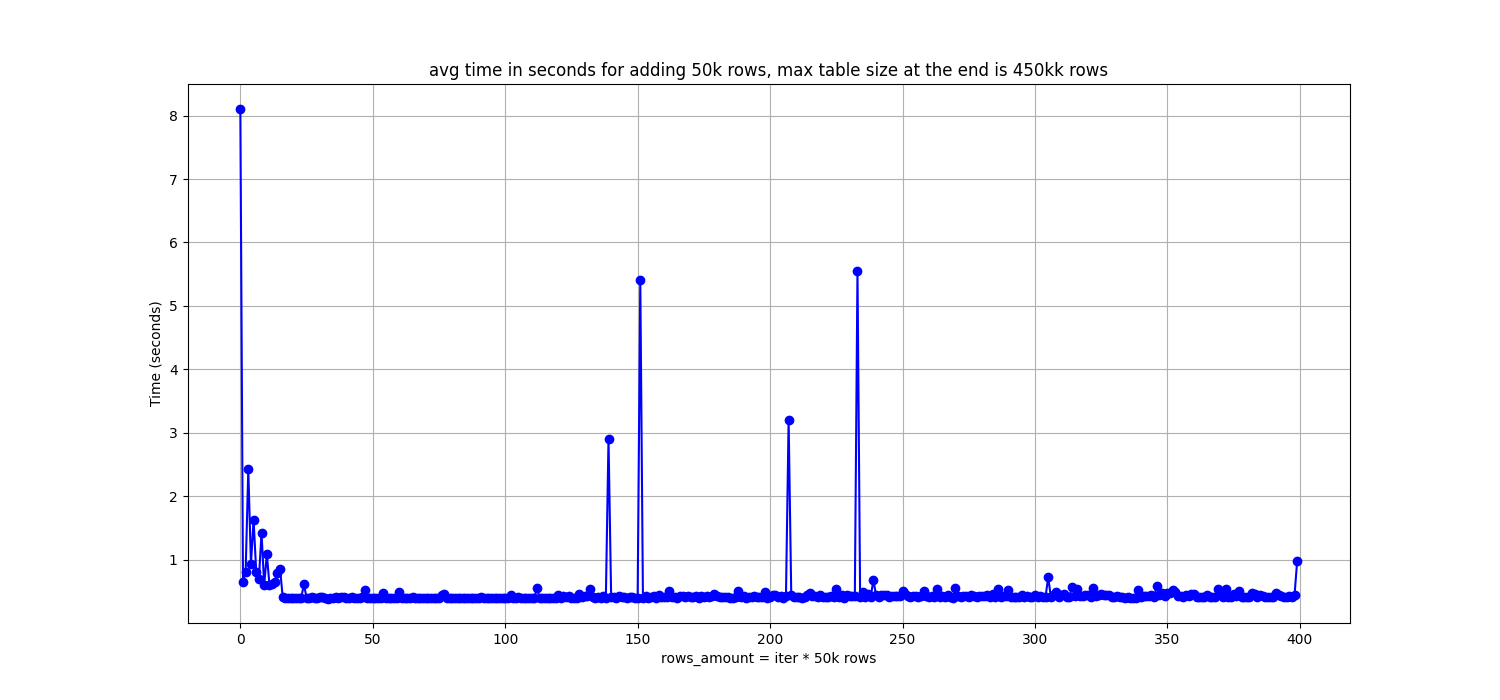 avg time in seconds for adding 50k rows, max table size at the end is 450kk rows
8
7
6
5
4
3
2
1
Time (seconds)
0 50 100 150 200 250 300 350 400
rows_amount = iter * 50k rows